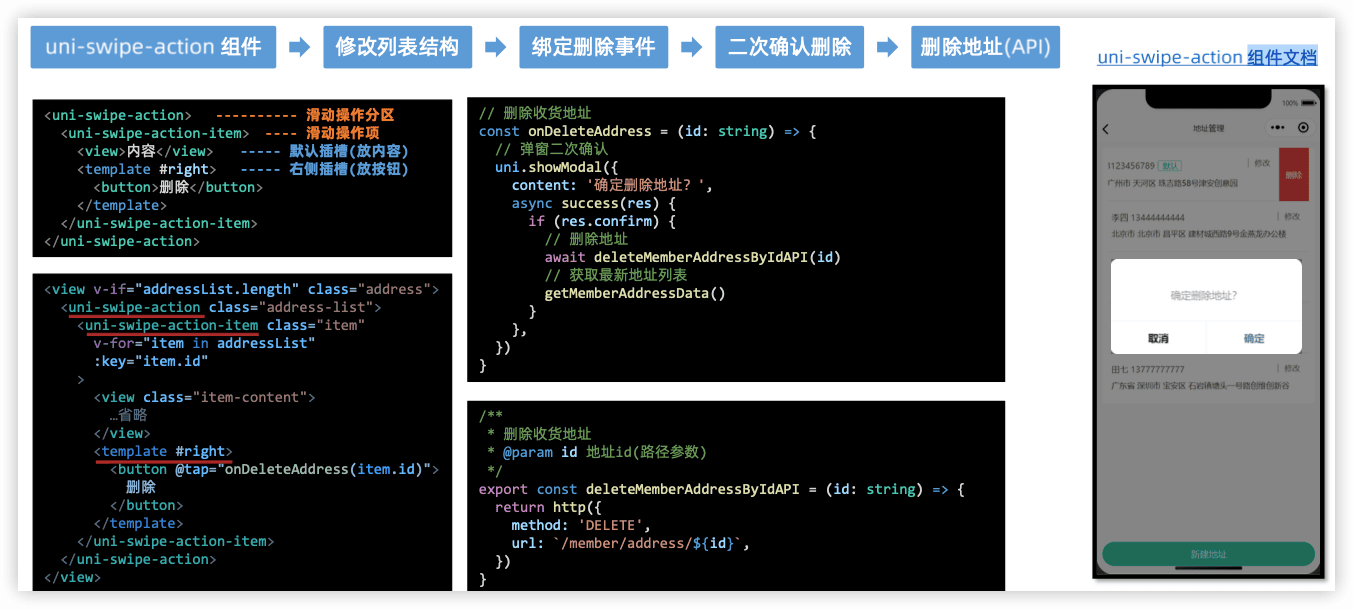 uni-swipe-action 组件
修改列表结构
绑定删除事件
二次确认删除
删除地址(API)
uni-swipe-action 组件文档
<uni-swipe-action> ---------- 滑动操作分区
<uni-swipe-action-item> ---- 滑动操作项
<view>内容</view> ----- 默认插槽(放内容)
<template #right> ----- 右侧插槽(放按钮)
<button>删除</button>
</template>
</uni-swipe-action-item>
</uni-swipe-action>
<view v-if="addressList.length" class="address">
<uni-swipe-action class="address-list">
<uni-swipe-action-item class="item"
v-for="item in addressList"
:key="item.id"
>
<view class="item-content">
…省略
</view>
<template #right>
<button @tap="onDeleteAddress(item.id)">
删除
</button>
</template>
</uni-swipe-action-item>
</uni-swipe-action>
</view>
// 删除收货地址
const onDeleteAddress = (id: string) => {
// 弹窗二次确认
uni.showModal({
content: '确定删除地址? ',
async success(res) {
if (res.confirm) {
// 删除地址
await deleteMemberAddressByIdAPI(id)
// 获取最新地址列表
getMemberAddressData()
}
},
})
}
/**
* 删除收货地址
* @param id 地址id(路径参数)
*/
export const deleteMemberAddressByIdAPI = (id: string) => {
return http({
method: 'DELETE',
url: `/member/address/${id}`,
})
}
100%
地址管理
1123456789 默认 | 修改
删除
广州市 天河区 珠吉路58号津安创意园
李四 13444444444 | 修改
北京市 北京市 昌平区 建材城西路9号金燕龙办公楼
确定删除地址?
取消 确定
田七 13777777777 | 修改
广东省 深圳市 宝安区 石岩镇塘头一号路创维创新谷
新建地址